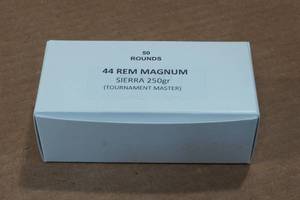 50
ROUNDS
44 REM MAGNUM
SIERRA 250gr
(TOURNAMENT MASTER)